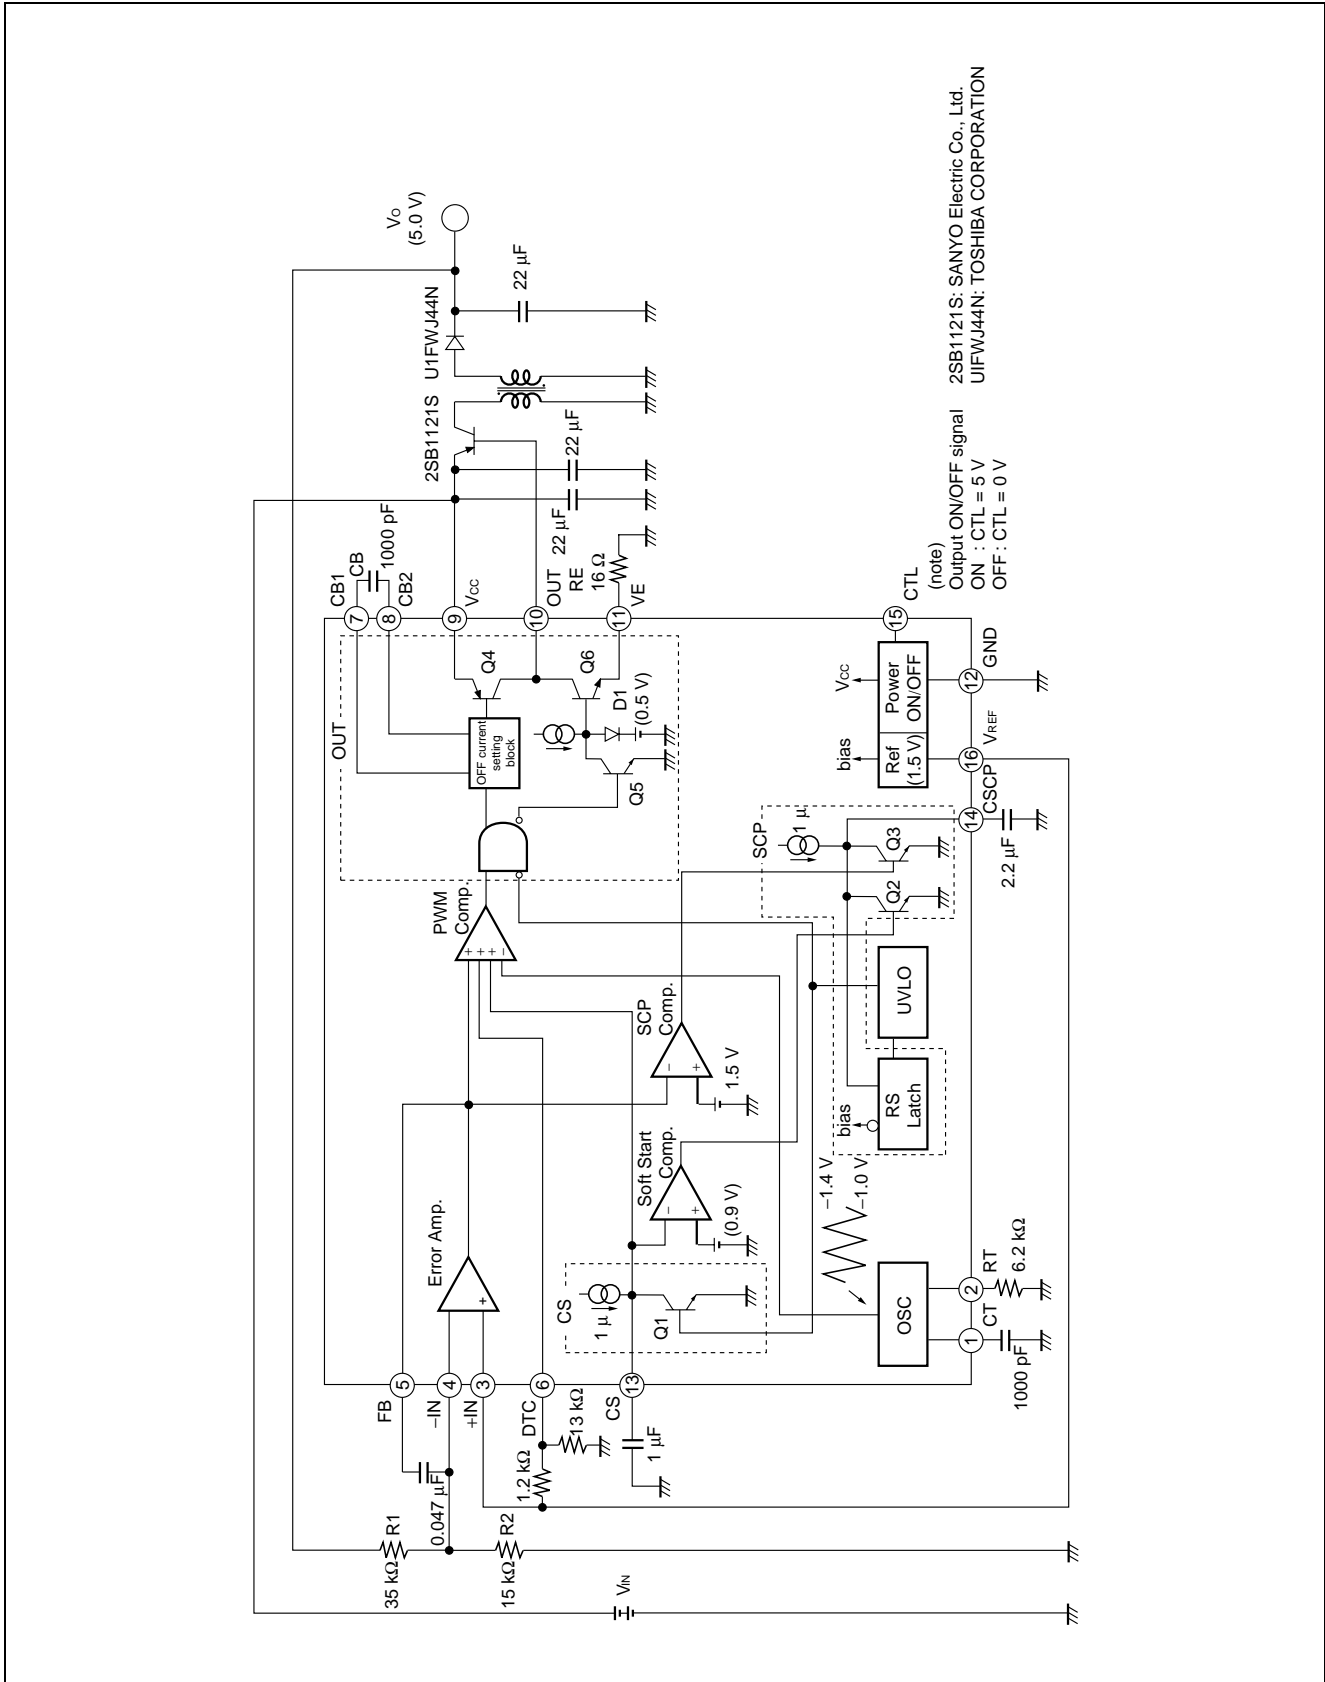 VIN
35 kΩ
R1
15 kΩ
R2
0.047 µF
FB
5
−IN
4
+IN
3
DTC
6
1.2 kΩ
13 kΩ
CS
13
1 µF
Error Amp.
+
CS
1 µ
Q1
Soft Start
Comp.
−
+
(0.9 V)
SCP
Comp.
−
+
1.5 V
PWM
Comp.
+
+
+
−
OUT
OFF current
setting
block
Q4
Q5
Q6
D1
(0.5 V)
CB1
7
CB
1000 pF
8
CB2
9
VCC
10
OUT
RE
16 Ω
11
VE
22 µF
22 µF
2SB1121S
U1FWJ44N
22 µF
VO
(5.0 V)
OSC
−1.4 V
−1.0 V
1
CT
1000 pF
2
RT
6.2 kΩ
bias
RS
Latch
UVLO
SCP
1 µ
Q2
Q3
14
CSCP
2.2 µF
bias
VCC
Ref
(1.5 V)
Power
ON/OFF
16
VREF
12
GND
15
CTL
(note)
Output ON/OFF signal
ON : CTL = 5 V
OFF : CTL = 0 V
2SB1121S: SANYO Electric Co., Ltd.
UIFWJ44N: TOSHIBA CORPORATION